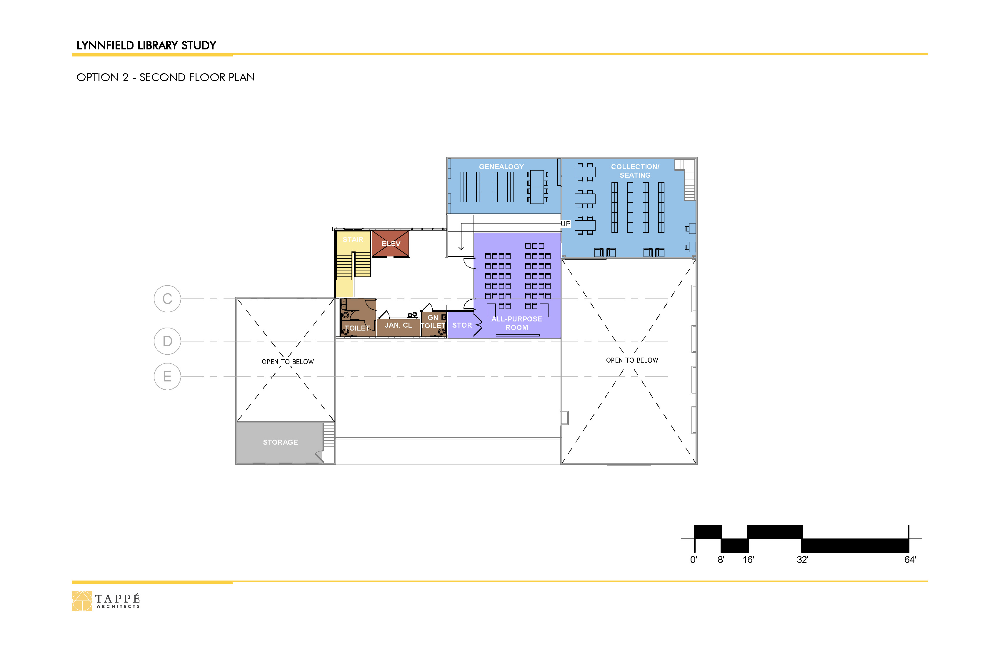 LYNNFIELD LIBRARY STUDY
OPTION 2 - SECOND FLOOR PLAN
GENEALOGY
COLLECTION/
SEATING
UP
STAIR
ELEV
C
GN
TOILET
JAN. CL
TOILET
STOR
ALL-PURPOSE
ROOM
D
OPEN TO BELOW
OPEN TO BELOW
E
STORAGE
0' 8' 16' 32' 64'
TAPPÉ
ARCHITECTS